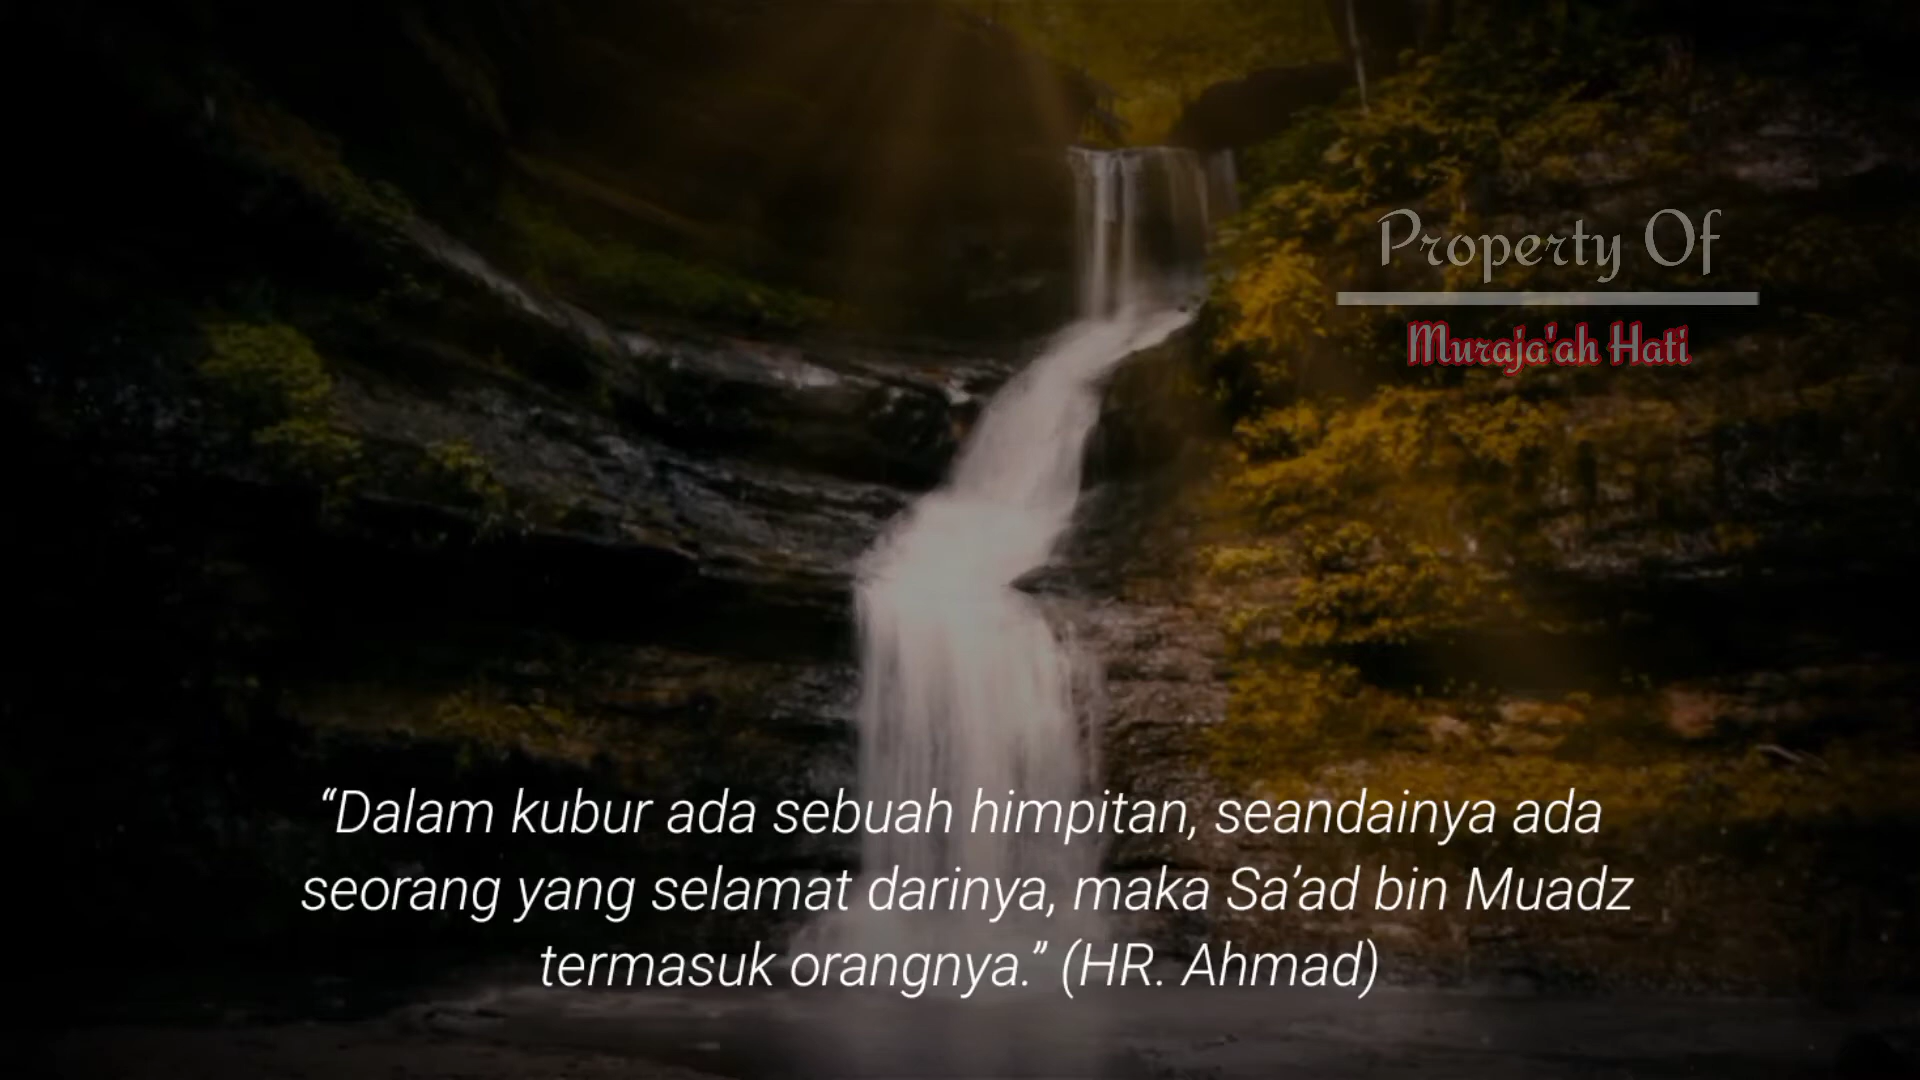 Property Of
Muraja'ah Hati
“Dalam kubur ada sebuah himpitan, seandainya ada
seorang yang selamat darinya, maka Sa’ad bin Muadz
termasuk orangnya.” (HR. Ahmad)